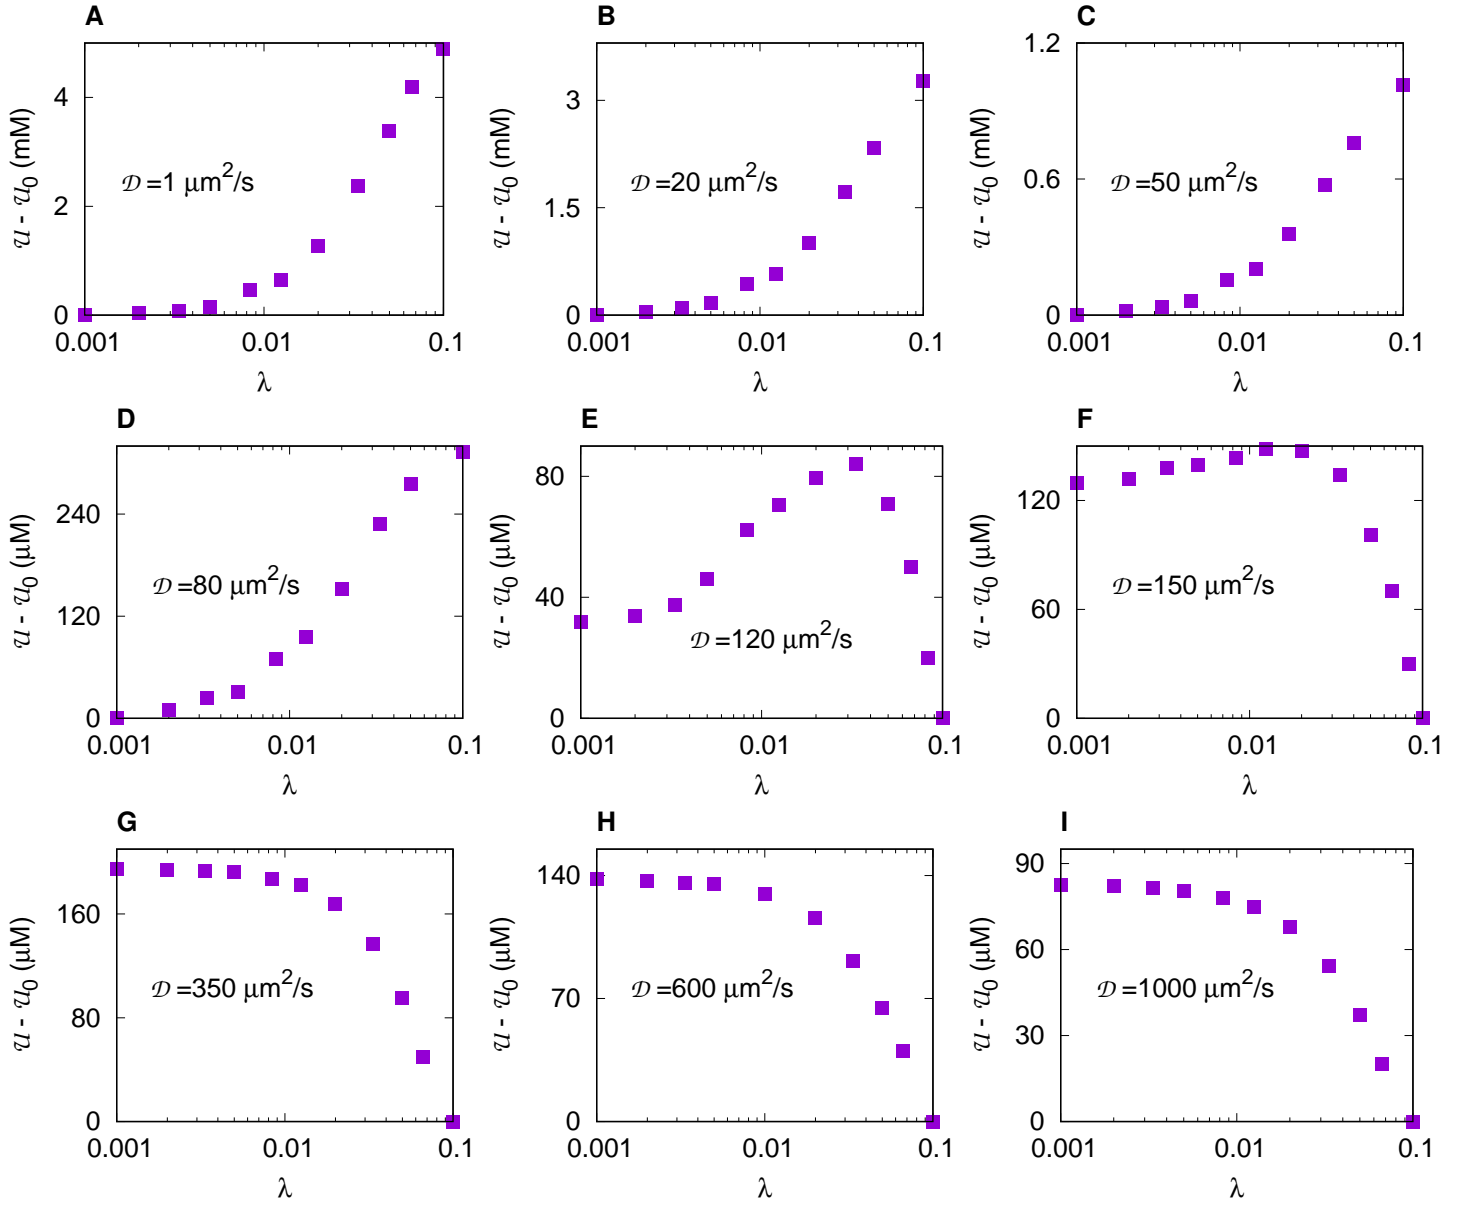 A
4
2
0
0.001 0.01 0.1
𝒰 - 𝒰₀ (mM)
𝒟 =1 μm²/s
λ
B
3
1.5
0
0.001 0.01 0.1
𝒰 - 𝒰₀ (mM)
𝒟 =20 μm²/s
λ
C
1.2
0.6
0
0.001 0.01 0.1
𝒰 - 𝒰₀ (mM)
𝒟 =50 μm²/s
λ
D
240
120
0
0.001 0.01 0.1
𝒰 - 𝒰₀ (μM)
𝒟 =80 μm²/s
λ
E
80
40
0
0.001 0.01 0.1
𝒰 - 𝒰₀ (μM)
𝒟 =120 μm²/s
λ
F
120
60
0
0.001 0.01 0.1
𝒰 - 𝒰₀ (μM)
𝒟 =150 μm²/s
λ
G
160
80
0
0.001 0.01 0.1
𝒰 - 𝒰₀ (μM)
𝒟 =350 μm²/s
λ
H
140
70
0
0.001 0.01 0.1
𝒰 - 𝒰₀ (μM)
𝒟 =600 μm²/s
λ
I
90
60
30
0
0.001 0.01 0.1
𝒰 - 𝒰₀ (μM)
𝒟 =1000 μm²/s
λ